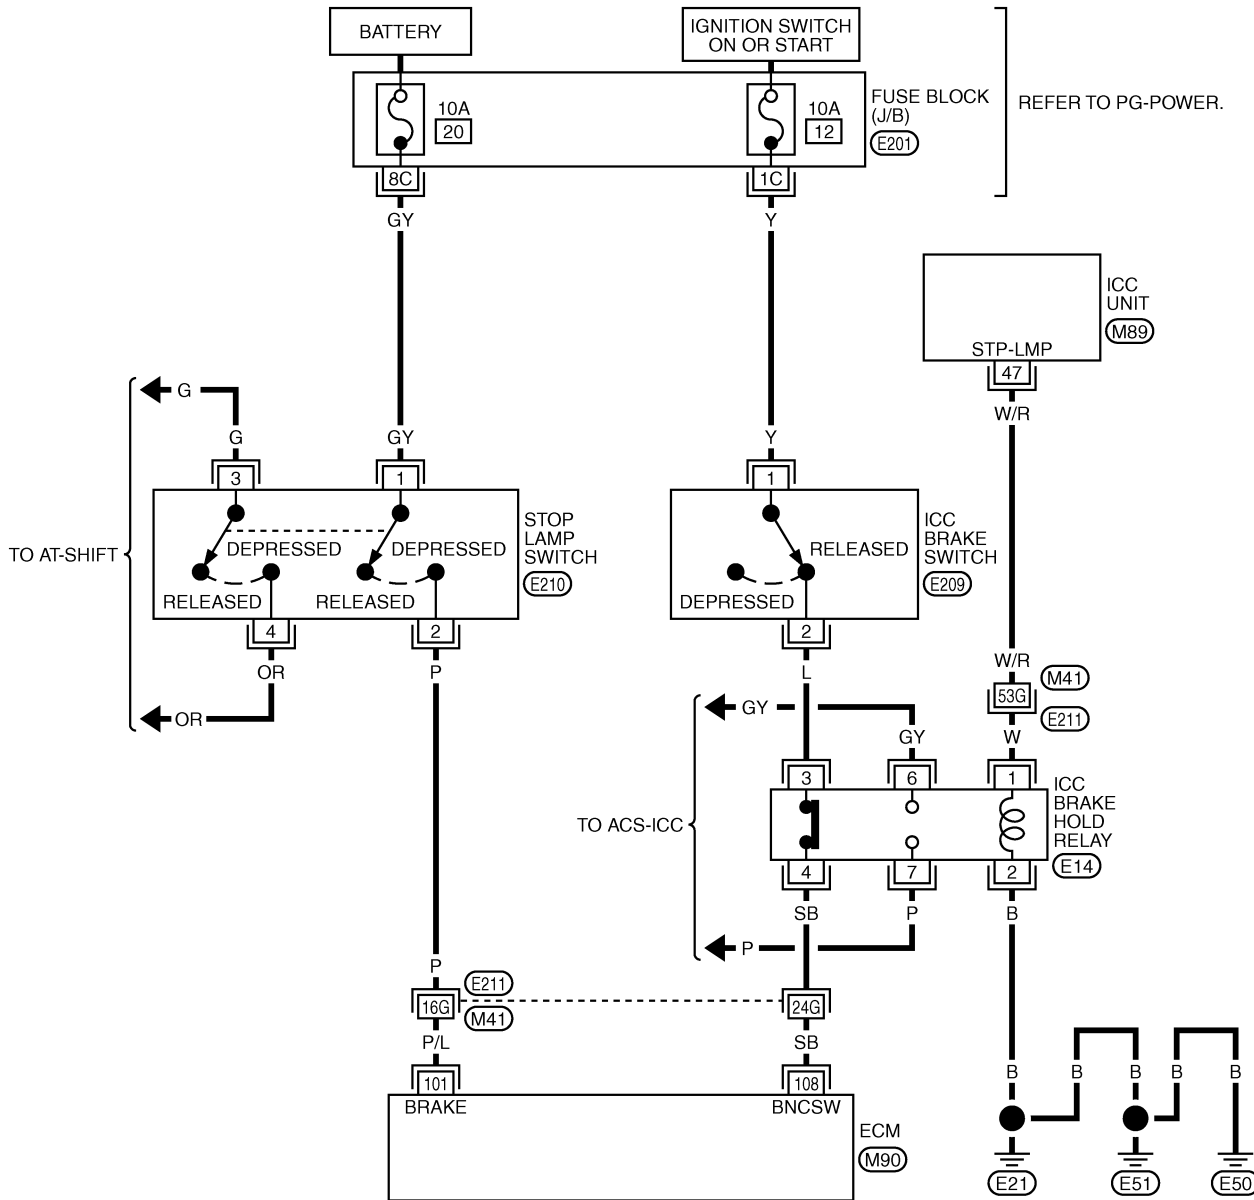 BATTERY
IGNITION SWITCH
ON OR START
10A
20
10A
12
FUSE BLOCK
(J/B)
E201
REFER TO PG-POWER.
8C
1C
GY
Y
ICC
UNIT
M89
STP-LMP
47
W/R
G
G
GY
Y
3
1
1
TO AT-SHIFT
DEPRESSED
DEPRESSED
RELEASED
RELEASED
STOP
LAMP
SWITCH
E210
RELEASED
DEPRESSED
ICC
BRAKE
SWITCH
E209
4
2
2
OR
P
L
OR
W/R
M41
53G
E211
W
GY
GY
3
6
1
TO ACS-ICC
ICC
BRAKE
HOLD
RELAY
E14
4
7
2
SB
P
B
P
P
E211
16G
M41
24G
P/L
SB
101
108
BRAKE
BNCSW
ECM
M90
B
B
B
B
B
E21
E51
E50